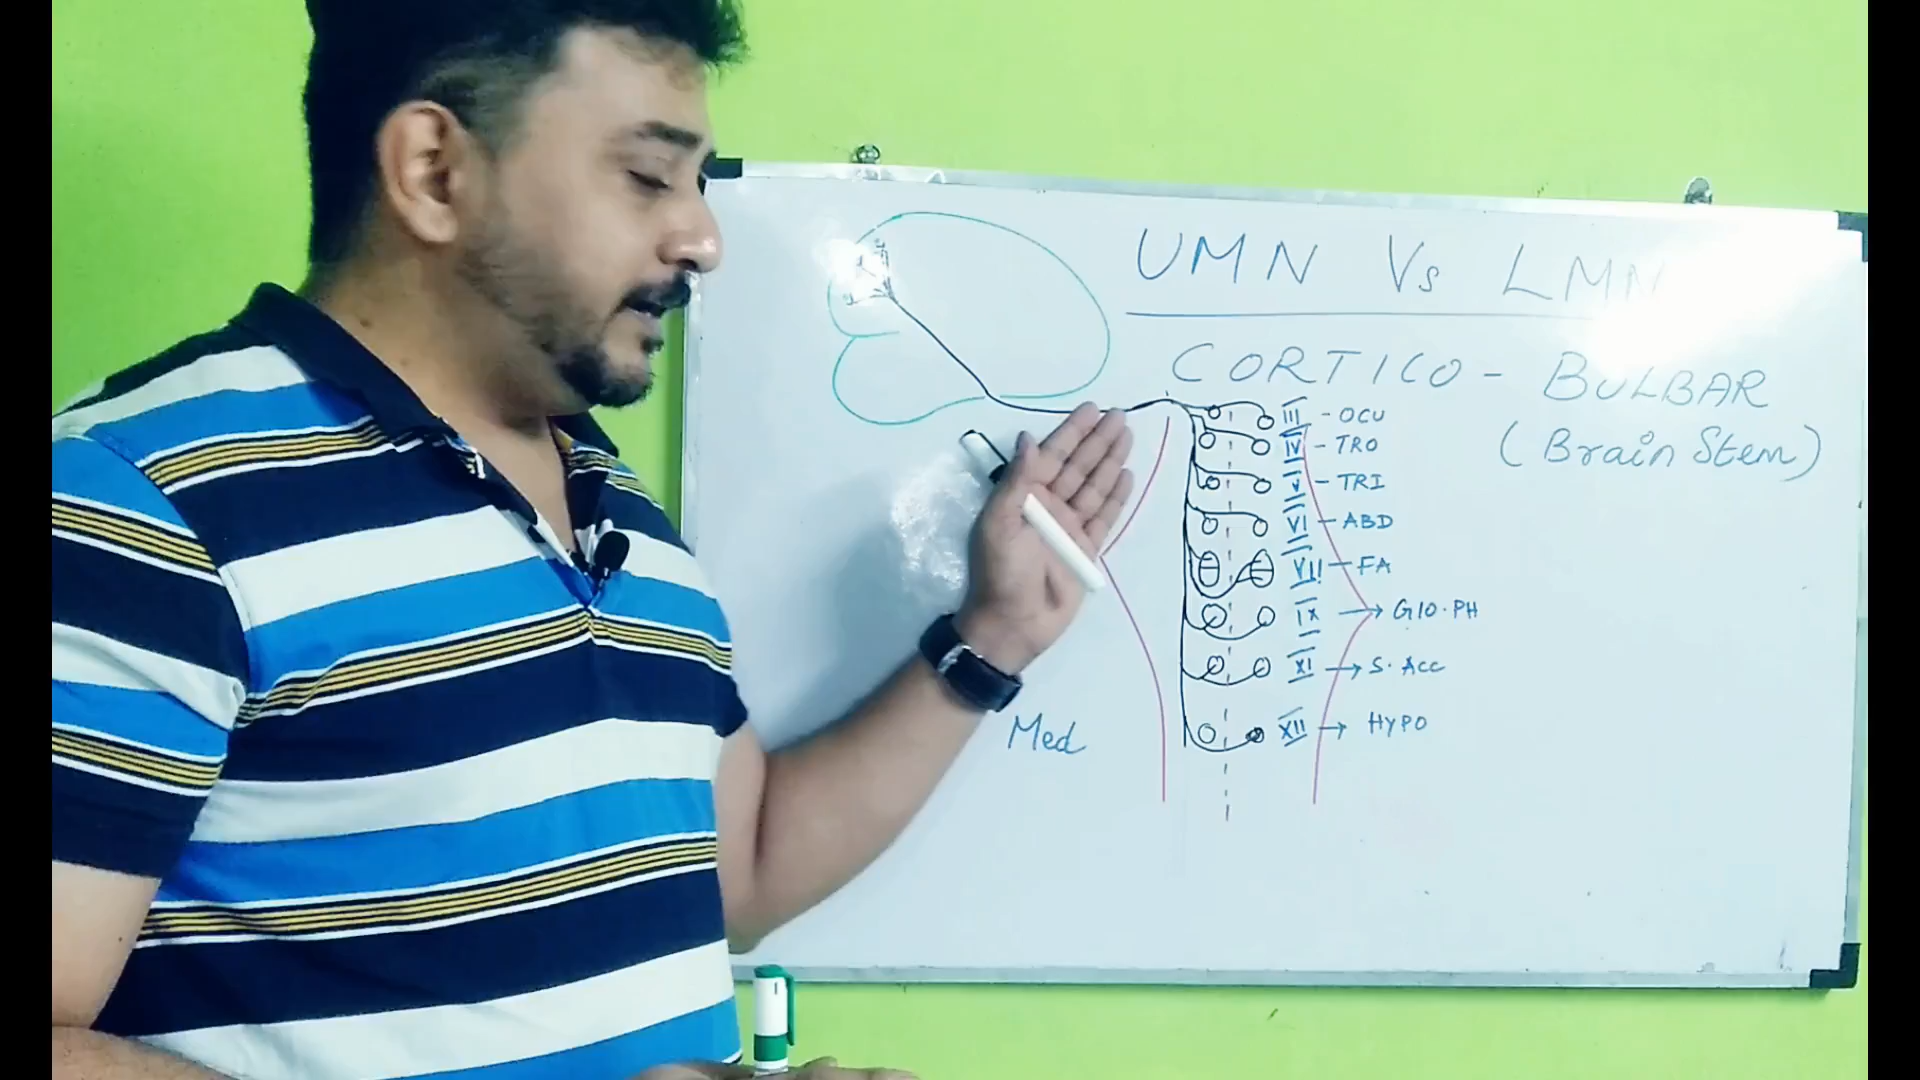 UMN Vs LMN
CORTICO - BULBAR
(Brain Stem)
III - OCU
IV - TRO
V - TRI
VI - ABD
VII - FA
IX → GIO.PH
XI → S. Acc
XII → HYPO
Med